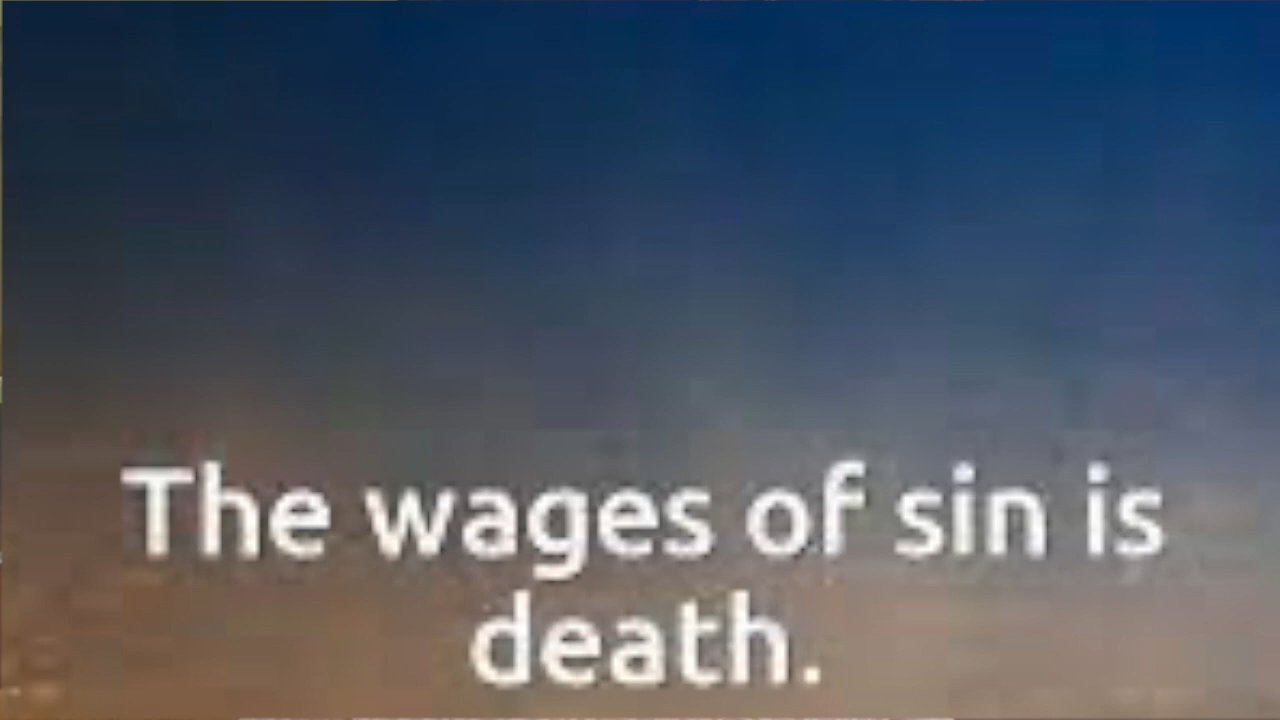 The wages of sin is
death.